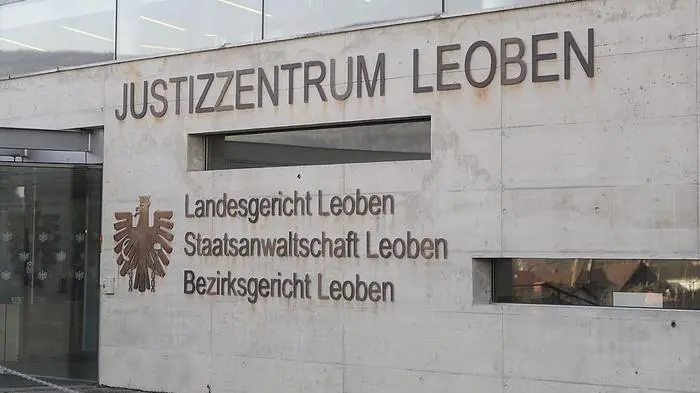 JUSTIZZENTRUM LEOBEN
Landesgericht Leoben
Staatsanwaltschaft Leoben
Bezirksgericht Leoben